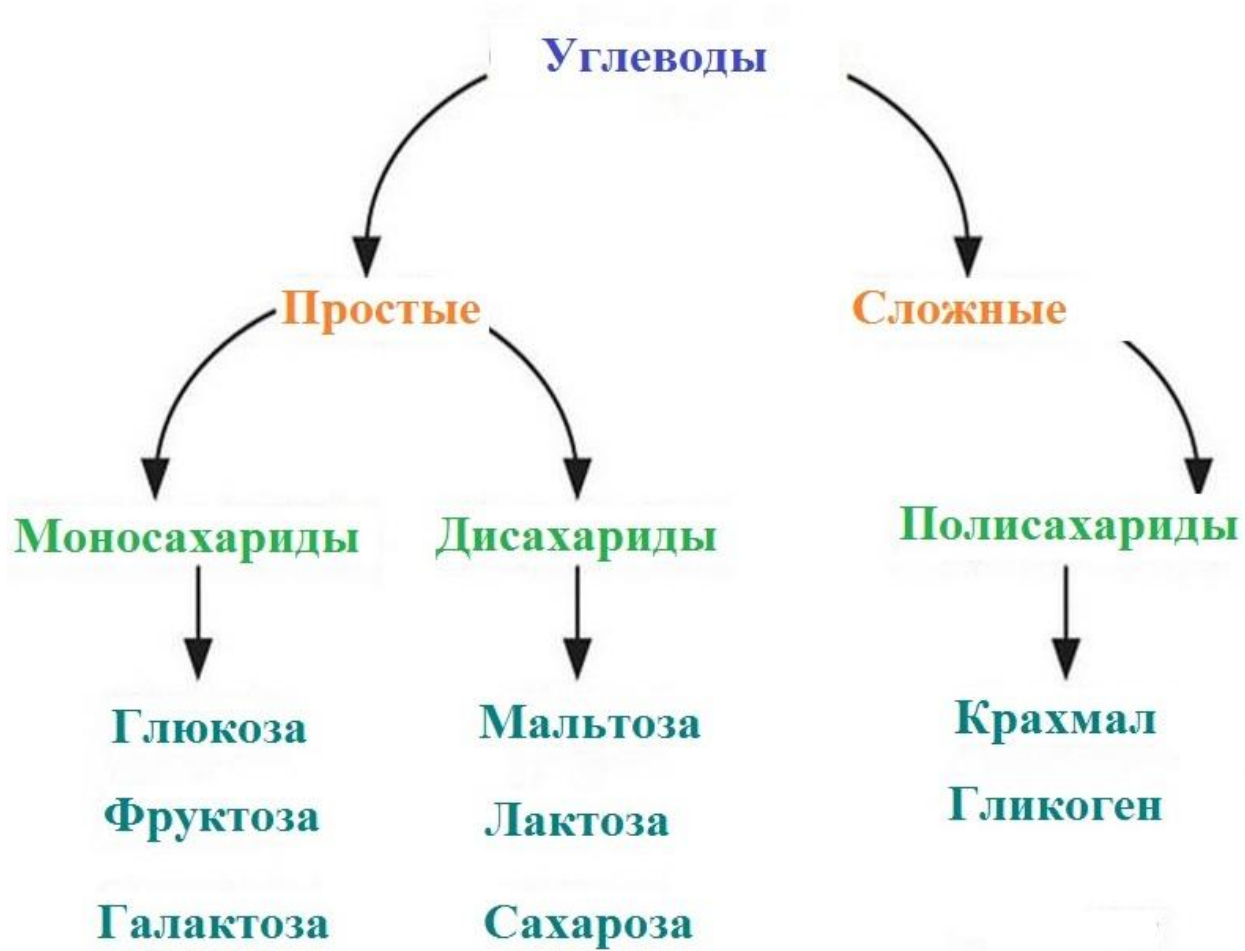 Углеводы
Простые
Сложные
Моносахариды
Дисахариды
Полисахариды
Глюкоза
Мальтоза
Крахмал
Фруктоза
Лактоза
Гликоген
Галактоза
Сахароза